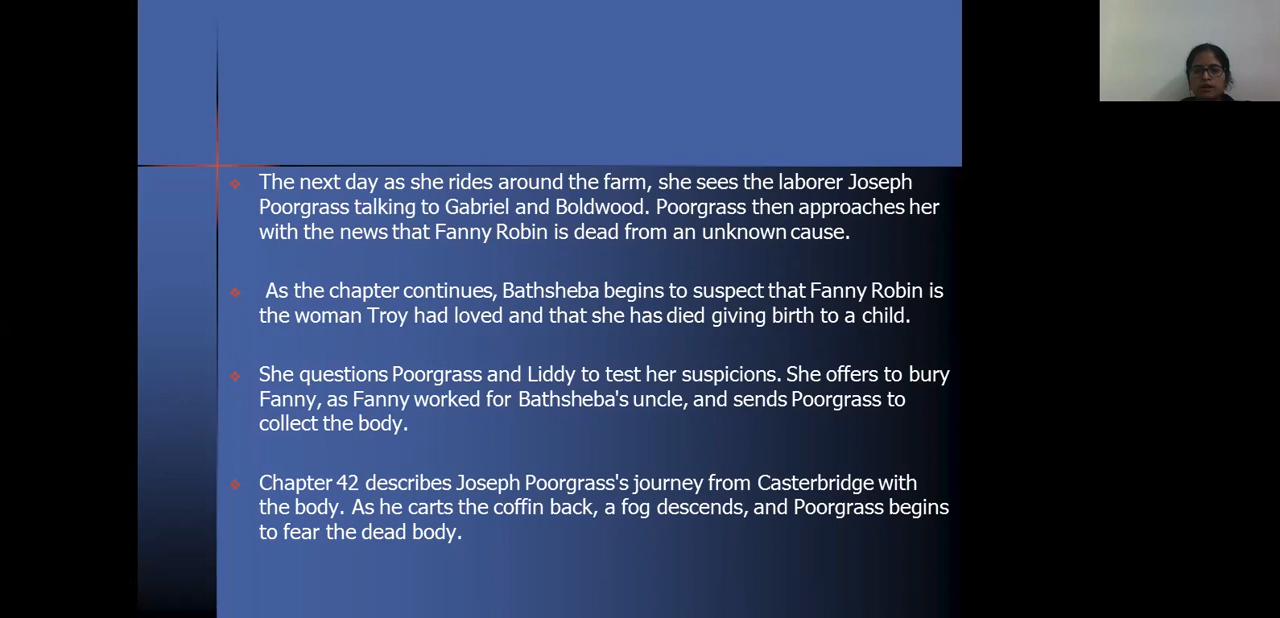 The next day as she rides around the farm, she sees the laborer Joseph
Poorgrass talking to Gabriel and Boldwood. Poorgrass then approaches her
with the news that Fanny Robin is dead from an unknown cause.
As the chapter continues, Bathsheba begins to suspect that Fanny Robin is
the woman Troy had loved and that she has died giving birth to a child.
She questions Poorgrass and Liddy to test her suspicions. She offers to bury
Fanny, as Fanny worked for Bathsheba's uncle, and sends Poorgrass to
collect the body.
Chapter 42 describes Joseph Poorgrass's journey from Casterbridge with
the body. As he carts the coffin back, a fog descends, and Poorgrass begins
to fear the dead body.